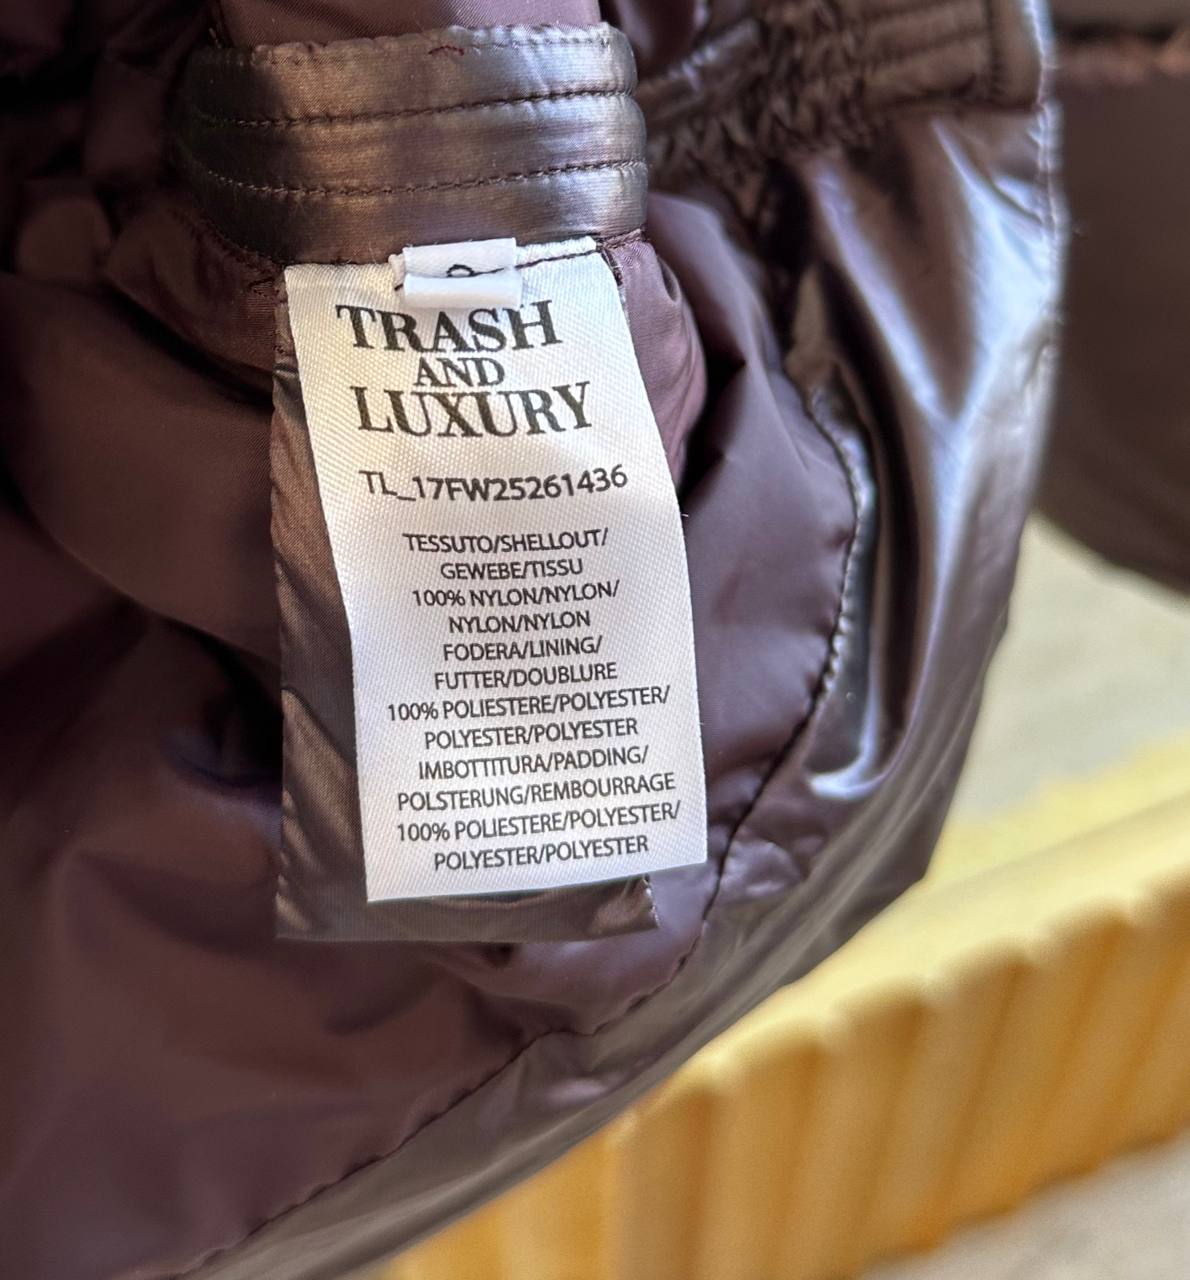 TRASH
AND
LUXURY
TL_17FW25261436
TESSUTO/SHELLOUT/
GEWEBE/TISSU
100% NYLON/NYLON/
NYLON/NYLON
FODERA/LINING/
FUTTER/DOUBLURE
100% POLIESTERE/POLYESTER/
POLYESTER/POLYESTER
IMBOTTITURA/PADDING/
POLSTERUNG/REMBOURRAGE
100% POLIESTERE/POLYESTER/
POLYESTER/POLYESTER